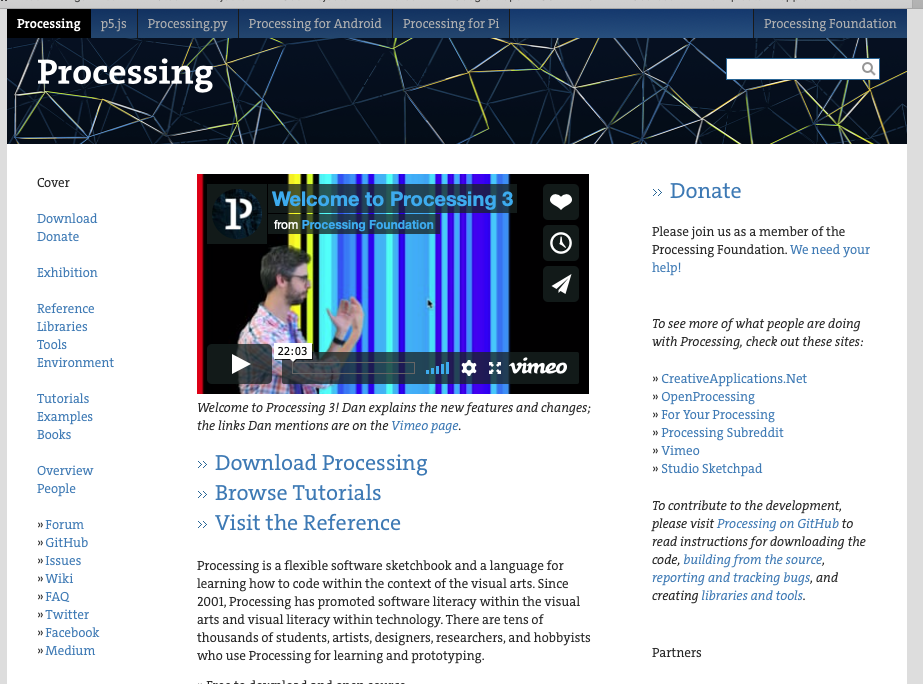 Processing
p5.js
Processing.py
Processing for Android
Processing for Pi
Processing Foundation
Processing
Cover
Download
Donate
Exhibition
Reference
Libraries
Tools
Environment
Tutorials
Examples
Books
Overview
People
» Forum
» GitHub
» Issues
» Wiki
» FAQ
» Twitter
» Facebook
» Medium
Welcome to Processing 3
from Processing Foundation
22:03
vimeo
Welcome to Processing 3! Dan explains the new features and changes;
the links Dan mentions are on the Vimeo page.
» Download Processing
» Browse Tutorials
» Visit the Reference
Processing is a flexible software sketchbook and a language for
learning how to code within the context of the visual arts. Since
2001, Processing has promoted software literacy within the visual
arts and visual literacy within technology. There are tens of
thousands of students, artists, designers, researchers, and hobbyists
who use Processing for learning and prototyping.
» Free to download and open source
» Donate
Please join us as a member of the
Processing Foundation. We need your
help!
To see more of what people are doing
with Processing, check out these sites:
» CreativeApplications.Net
» OpenProcessing
» For Your Processing
» Processing Subreddit
» Vimeo
» Studio Sketchpad
To contribute to the development,
please visit Processing on GitHub to
read instructions for downloading the
code, building from the source,
reporting and tracking bugs, and
creating libraries and tools.
Partners